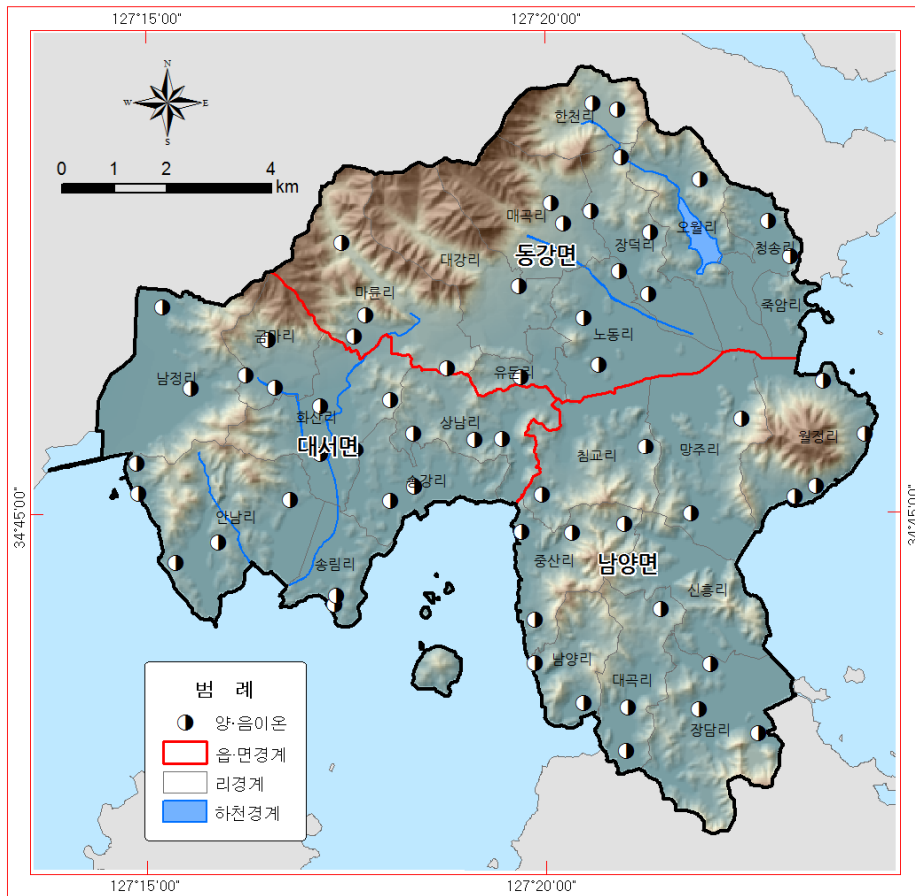 127°15'00"
127°20'00"
N
W
E
S
0
1
2
4
km
한천리
매곡리
오월리
장덕리
동강면
청송리
대강리
마륜리
죽암리
금마리
노동리
남정리
유둔리
화산리
상남리
대서면
월정리
망주리
침교리
송강리
34°45'00"
34°45'00"
안남리
송림리
중산리
남양면
신흥리
남양리
대곡리
장담리
범 례
양·음이온
읍·면경계
리경계
하천경계
127°15'00"
127°20'00"